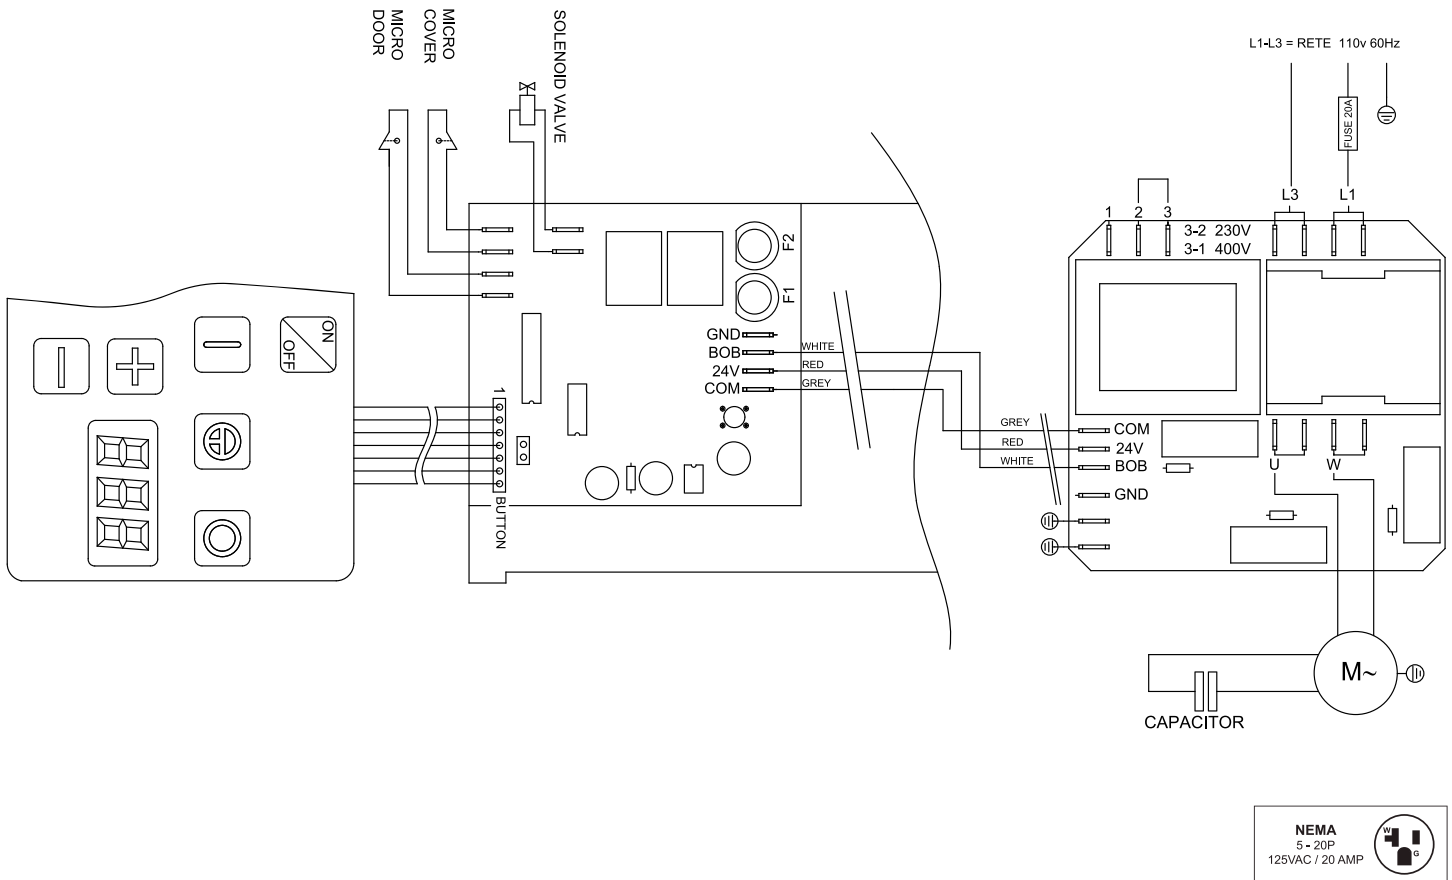 MICRO
DOOR
MICRO
COVER
SOLENOID VALVE
L1-L3 = RETE 110v 60Hz
FUSE 20A
L3
L1
1
2
3
3-2 230V
3-1 400V
F2
F1
GND
BOB
24V
COM
WHITE
RED
GREY
ON
OFF
1
BUTTON
GREY
RED
WHITE
COM
24V
BOB
GND
U
W
M~
CAPACITOR
NEMA
5 - 20P
125VAC / 20 AMP
W
G